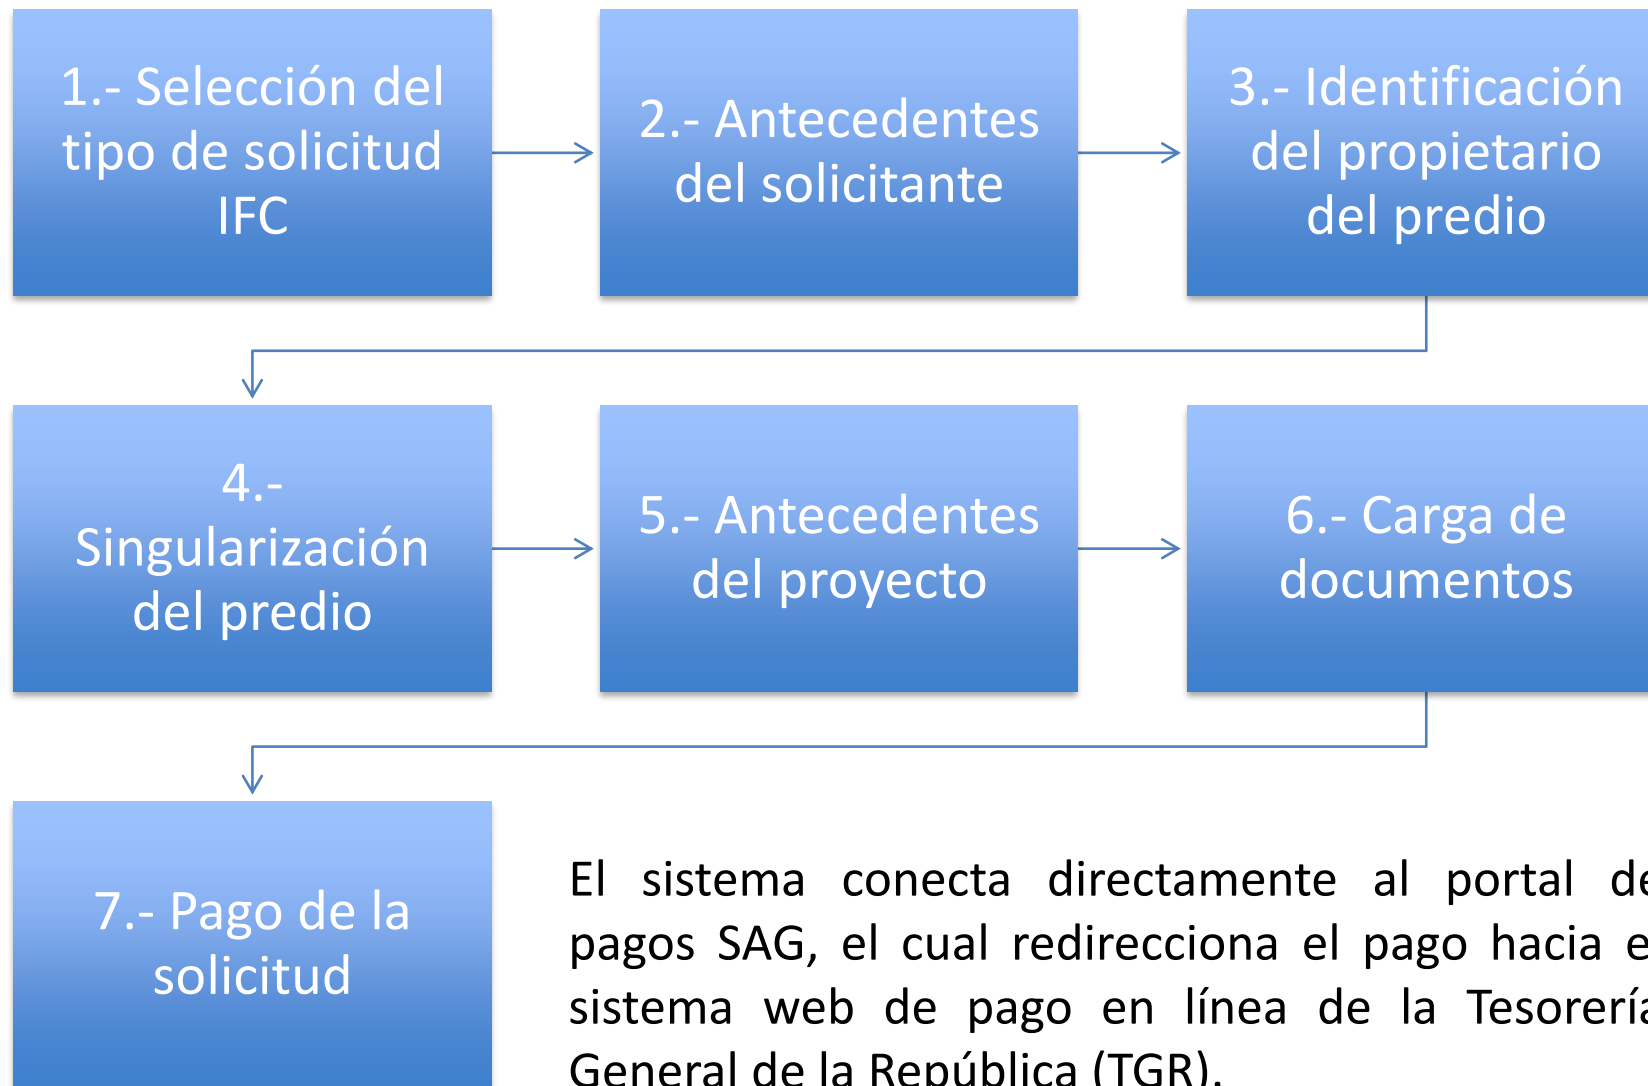 1.- Selección del
tipo de solicitud
IFC
2.- Antecedentes
del solicitante
3.- Identificación
del propietario
del predio
4.-
Singularización
del predio
5.- Antecedentes
del proyecto
6.- Carga de
documentos
7.- Pago de la
solicitud
El sistema conecta directamente al portal de
pagos SAG, el cual redirecciona el pago hacia el
sistema web de pago en línea de la Tesorería
General de la República (TGR).